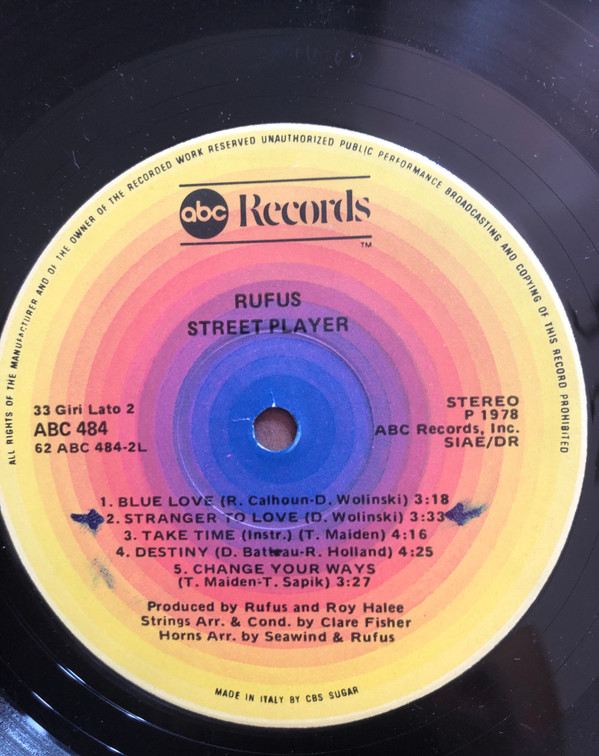 ALL RIGHTS OF THE MANUFACTURER AND OF THE OWNER OF THE RECORDED WORK RESERVED UNAUTHORIZED PUBLIC PERFORMANCE BROADCASTING AND COPYING OF THIS RECORD PROHIBITED
abc Records
TM
RUFUS
STREET PLAYER
33 Giri Lato 2
ABC 484
62 ABC 484-2L
STEREO
P 1978
ABC Records, Inc.
SIAE/DR
1. BLUE LOVE (R. Calhoun-D. Wolinski) 3:18
2. STRANGER TO LOVE (D. Wolinski) 3:33
3. TAKE TIME (Instr.) (T. Maiden) 4:16
4. DESTINY (D. Batteau-R. Holland) 4:25
5. CHANGE YOUR WAYS
(T. Maiden-T. Sapik) 3:27
Produced by Rufus and Roy Halee
Strings Arr. & Cond. by Clare Fisher
Horns Arr. by Seawind & Rufus
MADE IN ITALY BY CBS SUGAR